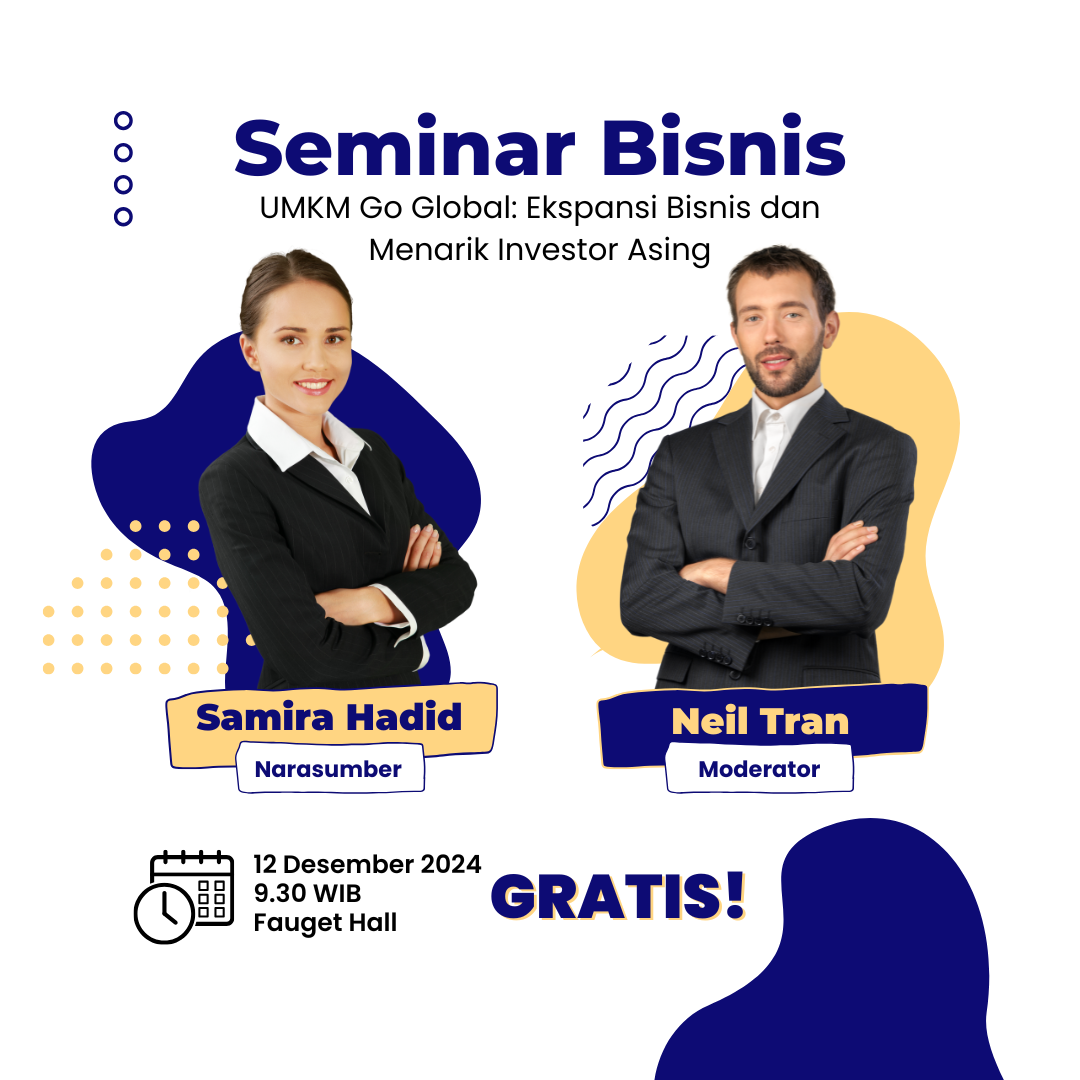 Seminar Bisnis
UMKM Go Global: Ekspansi Bisnis dan
Menarik Investor Asing
Samira Hadid
Narasumber
Neil Tran
Moderator
12 Desember 2024
9.30 WIB
Fauget Hall
GRATIS!